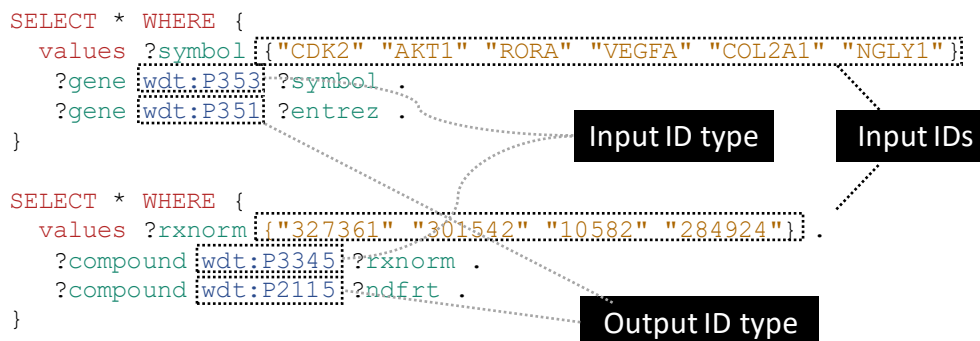 SELECT * WHERE {
values ?symbol {"CDK2" "AKT1" "RORA" "VEGFA" "COL2A1" "NGLY1"}
?gene wdt:P353 ?symbol .
?gene wdt:P351 ?entrez .
}
Input ID type
Input IDs
SELECT * WHERE {
values ?rxnorm {"327361" "301542" "10582" "284924"} .
?compound wdt:P3345 ?rxnorm .
?compound wdt:P2115 ?ndfrt .
}
Output ID type